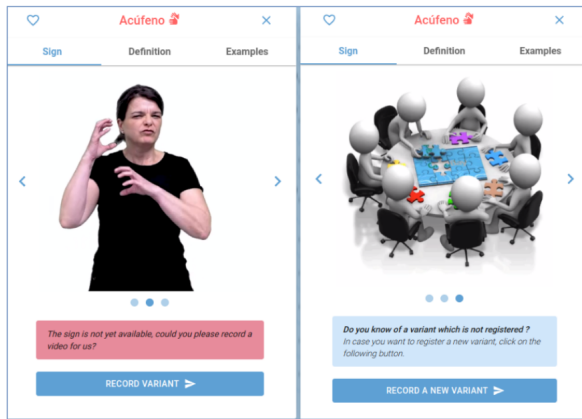 Acúfeno
Sign Definition Examples
The sign is not yet available, could you please record a
video for us?
RECORD VARIANT
Acúfeno
Sign Definition Examples
Do you know of a variant which is not registered ?
In case you want to register a new variant, click on the
following button.
RECORD A NEW VARIANT